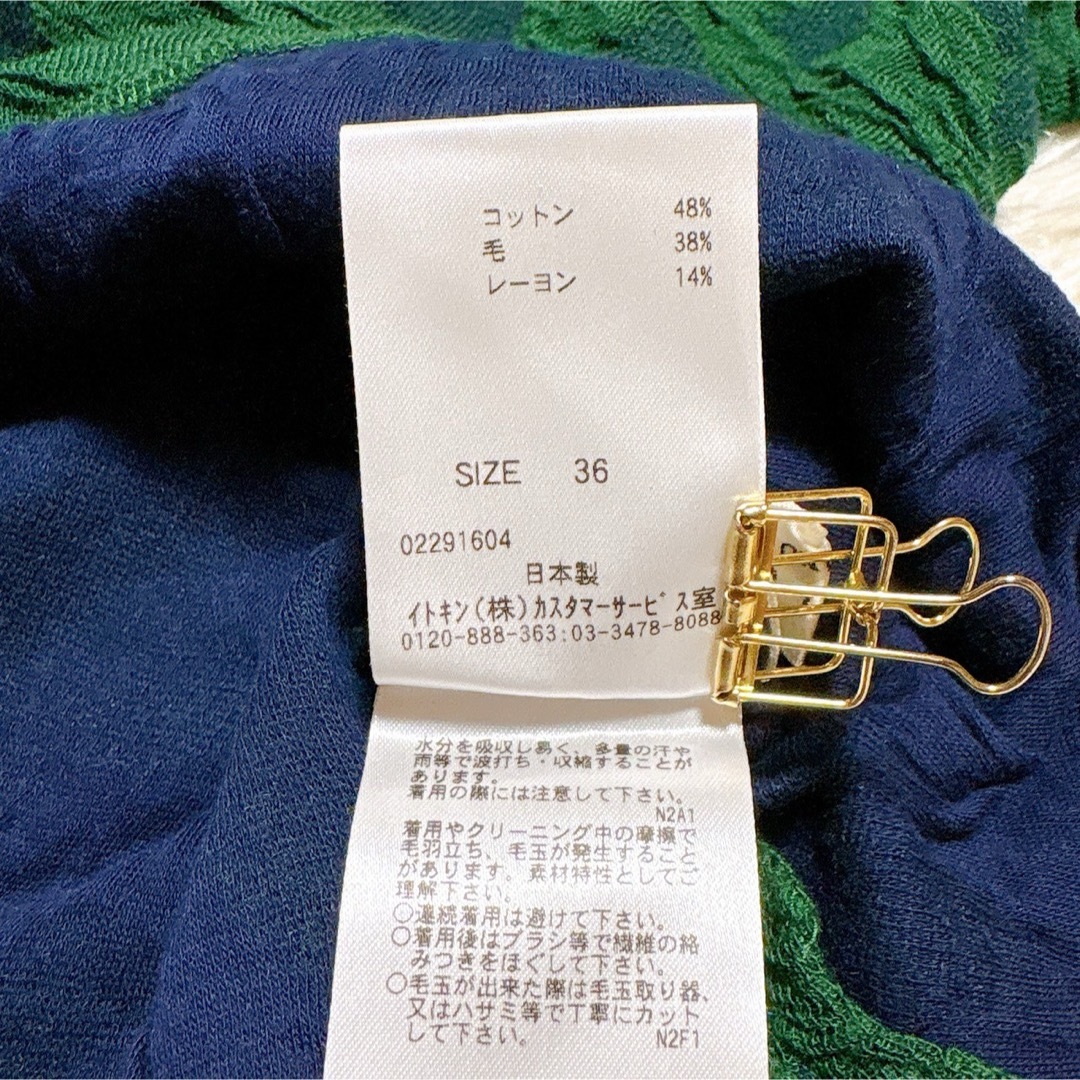 コットン 48%
毛 38%
レーヨン 14%
SIZE 36
02291604
日本製
イトキン(株)カスタマーサービス室
0120-888-363:03-3478-8088
水分を吸収し易く、多量の汗や
雨等で波打ち・収縮することが
あります。
着用の際には注意して下さい。
N2A1
着用やクリーニング中の摩擦で
毛羽立ち、毛玉が発生すること
があります。素材特性としてご
理解下さい。
○連続着用は避けて下さい。
○着用後はブラシ等で繊維の絡
みつきをほぐして下さい。
○毛玉が出来た際は毛玉取り器、
又はハサミ等で丁寧にカット
して下さい。
N2F1